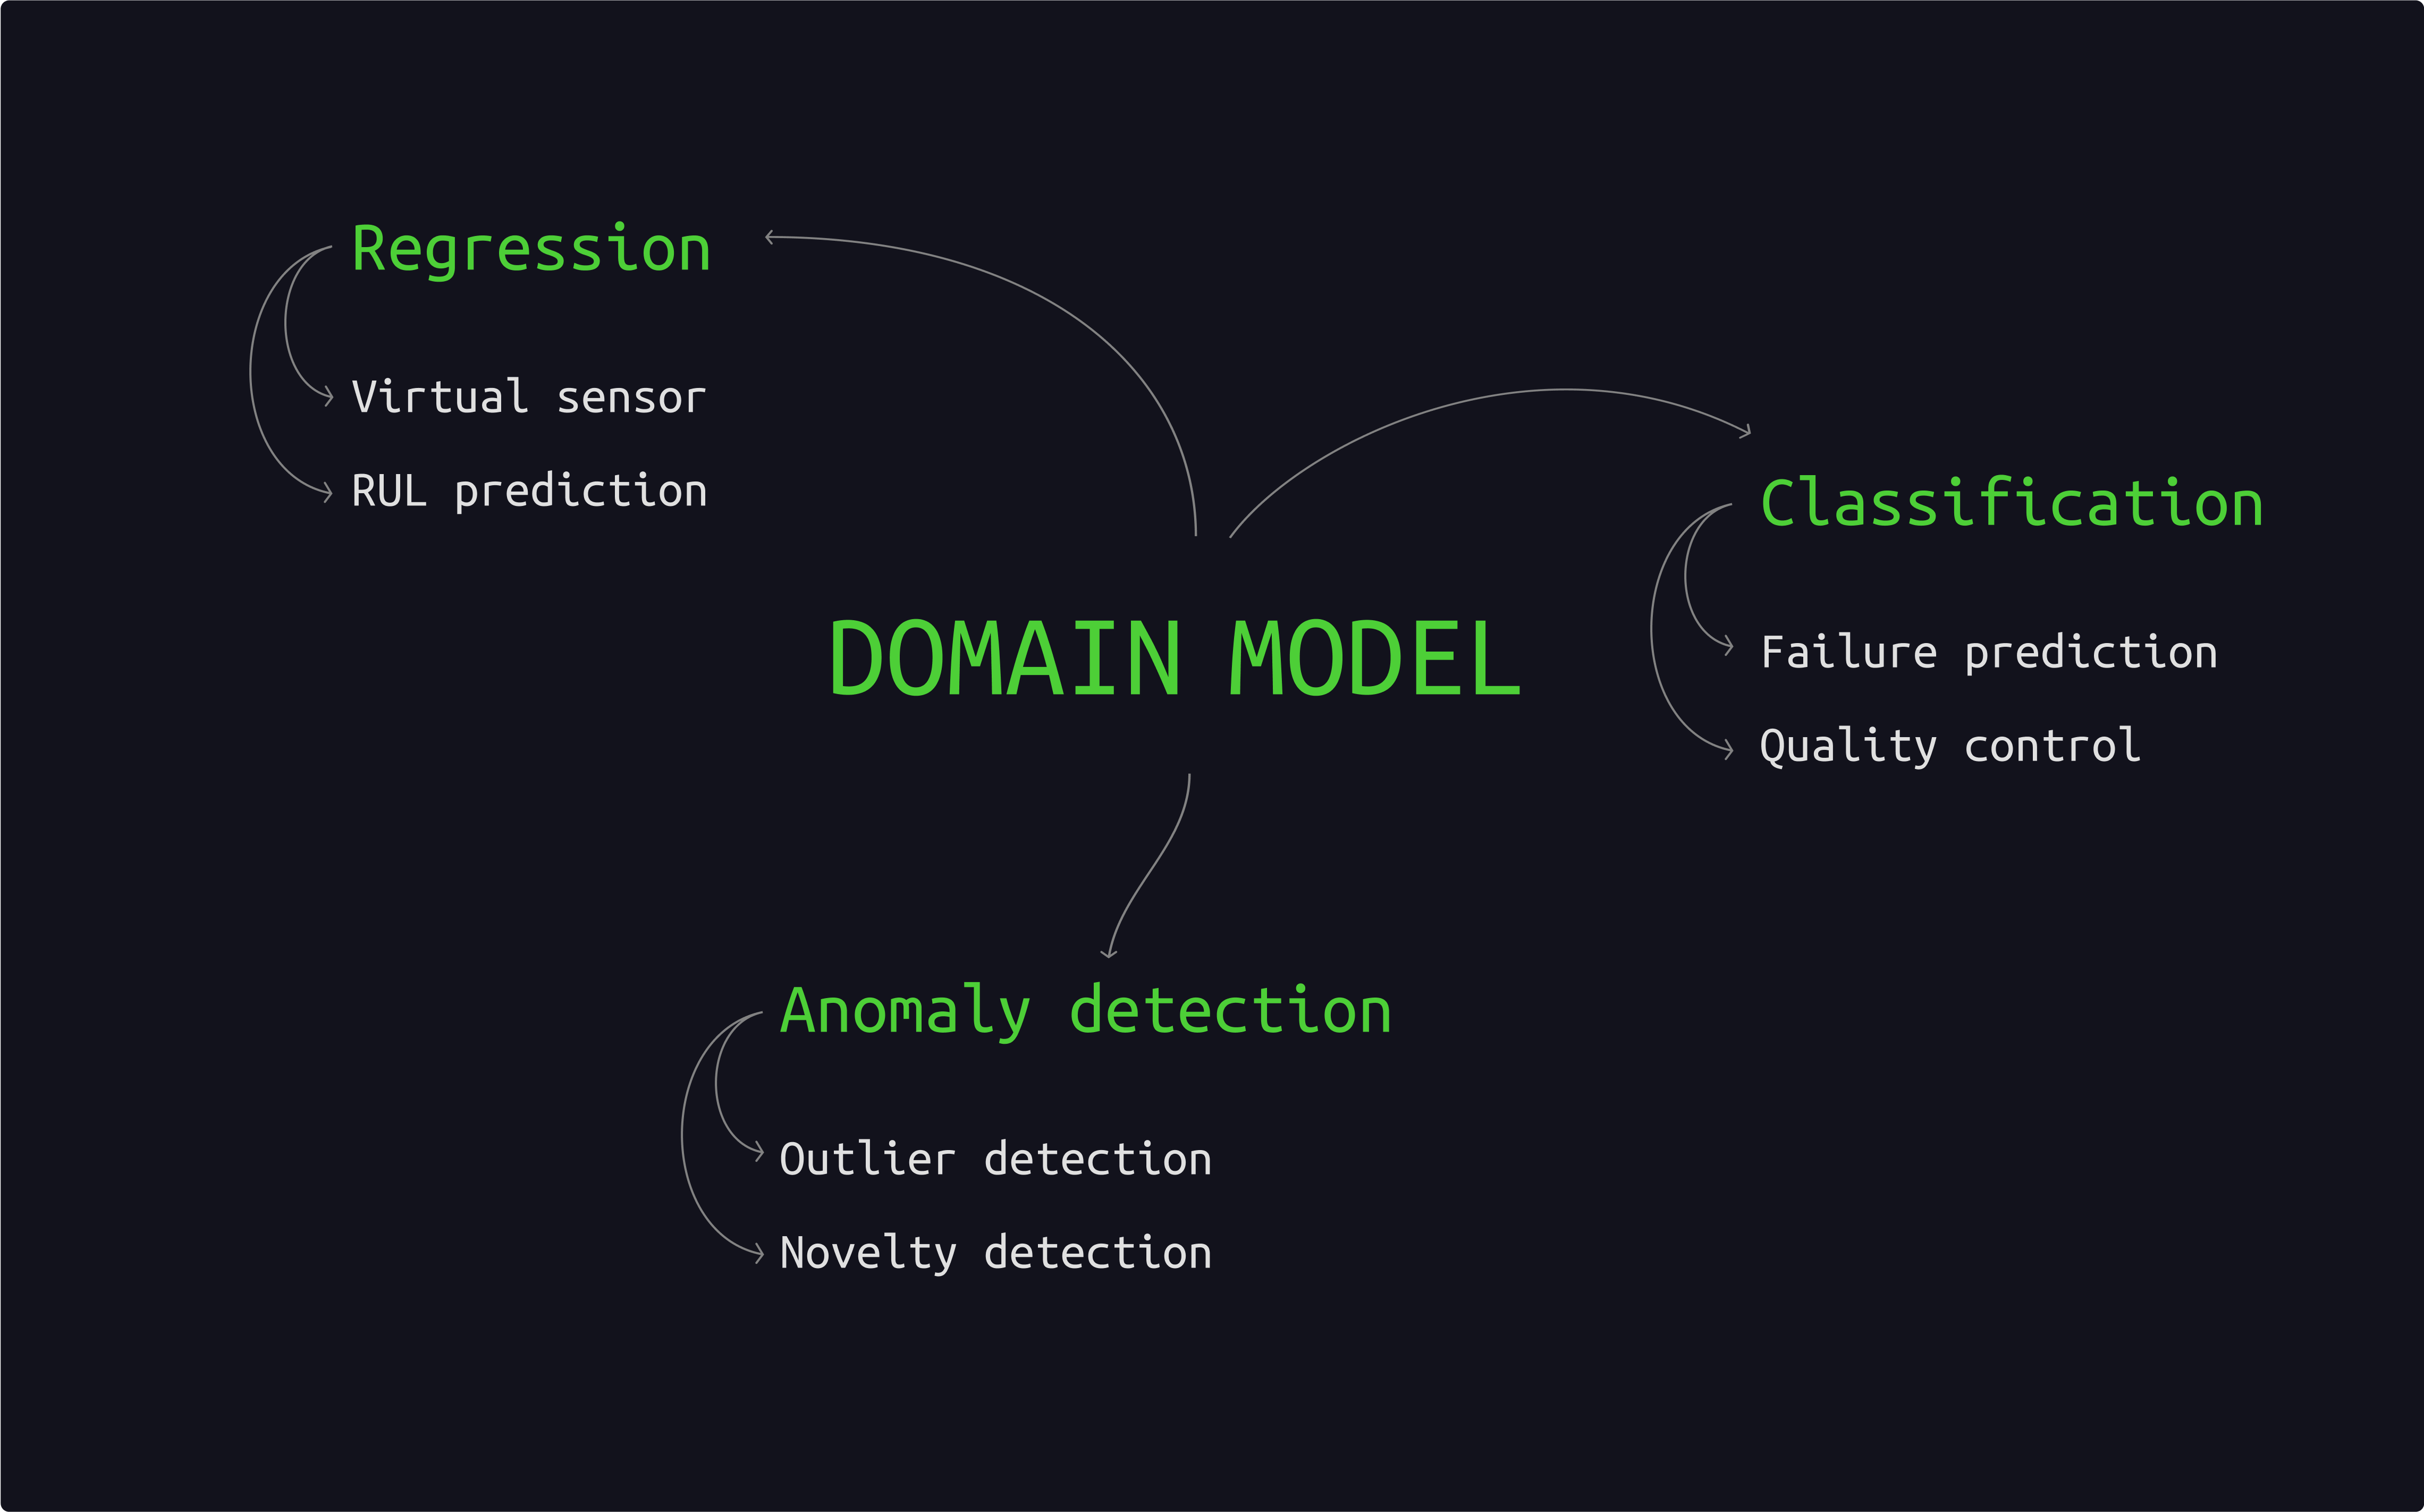 Regression
Virtual sensor
RUL prediction
Classification
Failure prediction
Quality control
DOMAIN MODEL
Anomaly detection
Outlier detection
Novelty detection